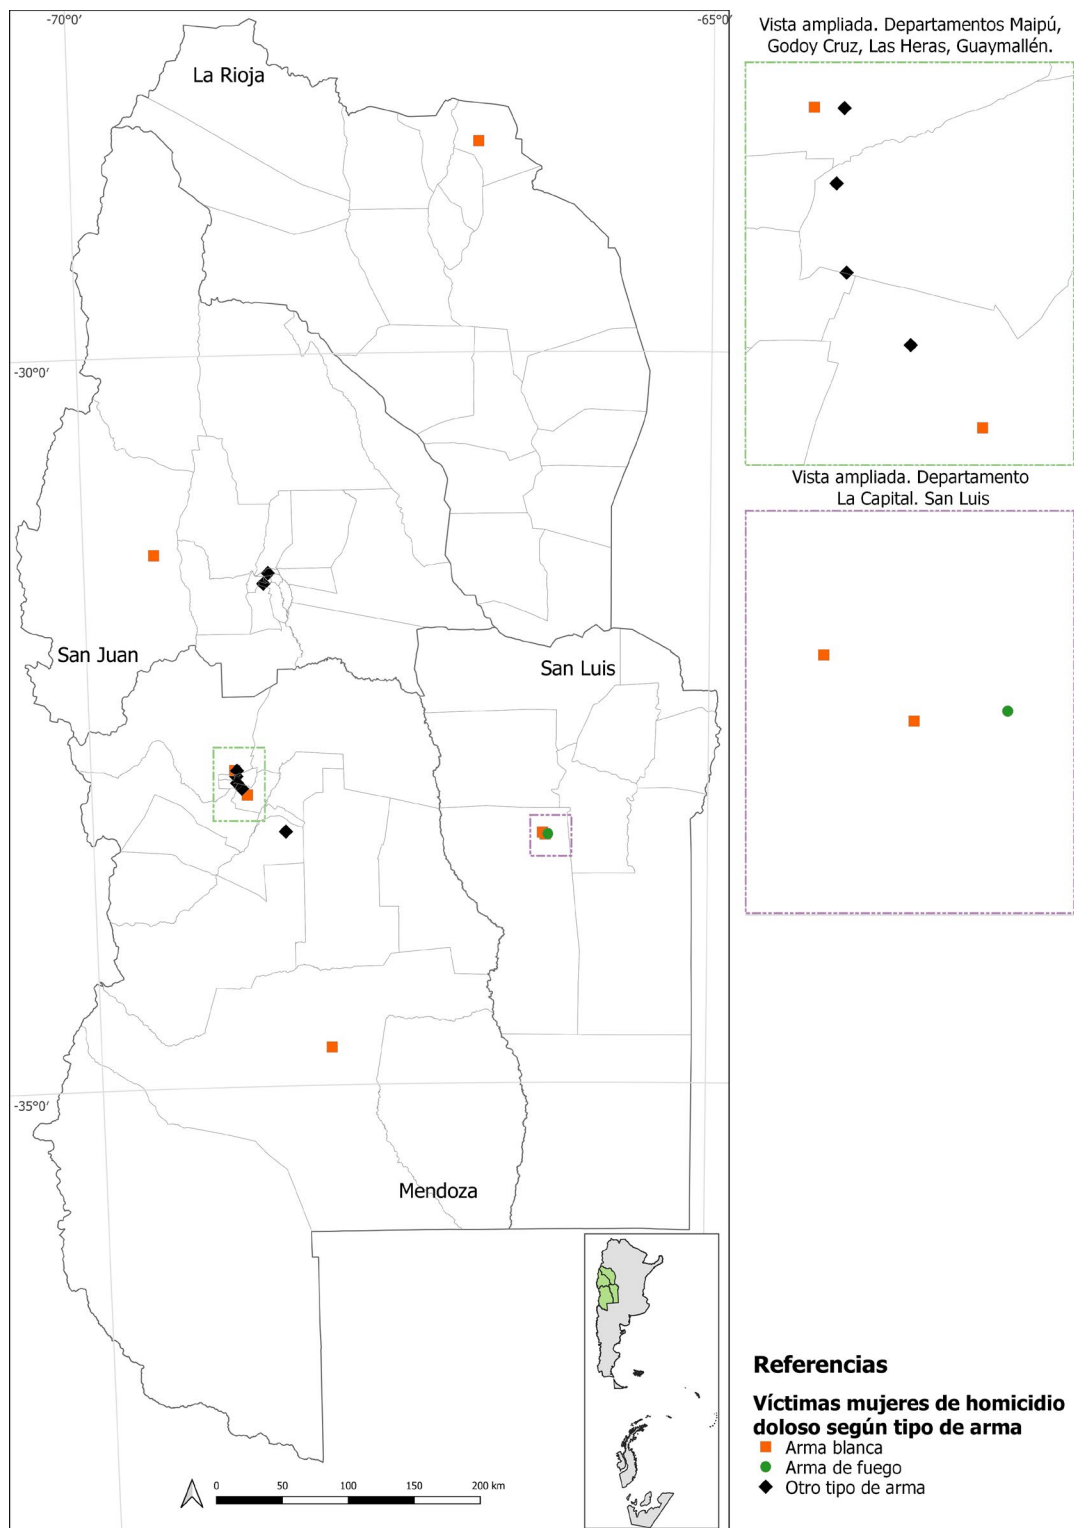 -70°0'
-65°0'
La Rioja
-30°0'
San Juan
San Luis
-35°0'
Mendoza
0
50
100
150
200 km
Vista ampliada. Departamentos Maipú,
Godoy Cruz, Las Heras, Guaymallén.
Vista ampliada. Departamento
La Capital. San Luis
Referencias
Víctimas mujeres de homicidio
doloso según tipo de arma
Arma blanca
Arma de fuego
Otro tipo de arma